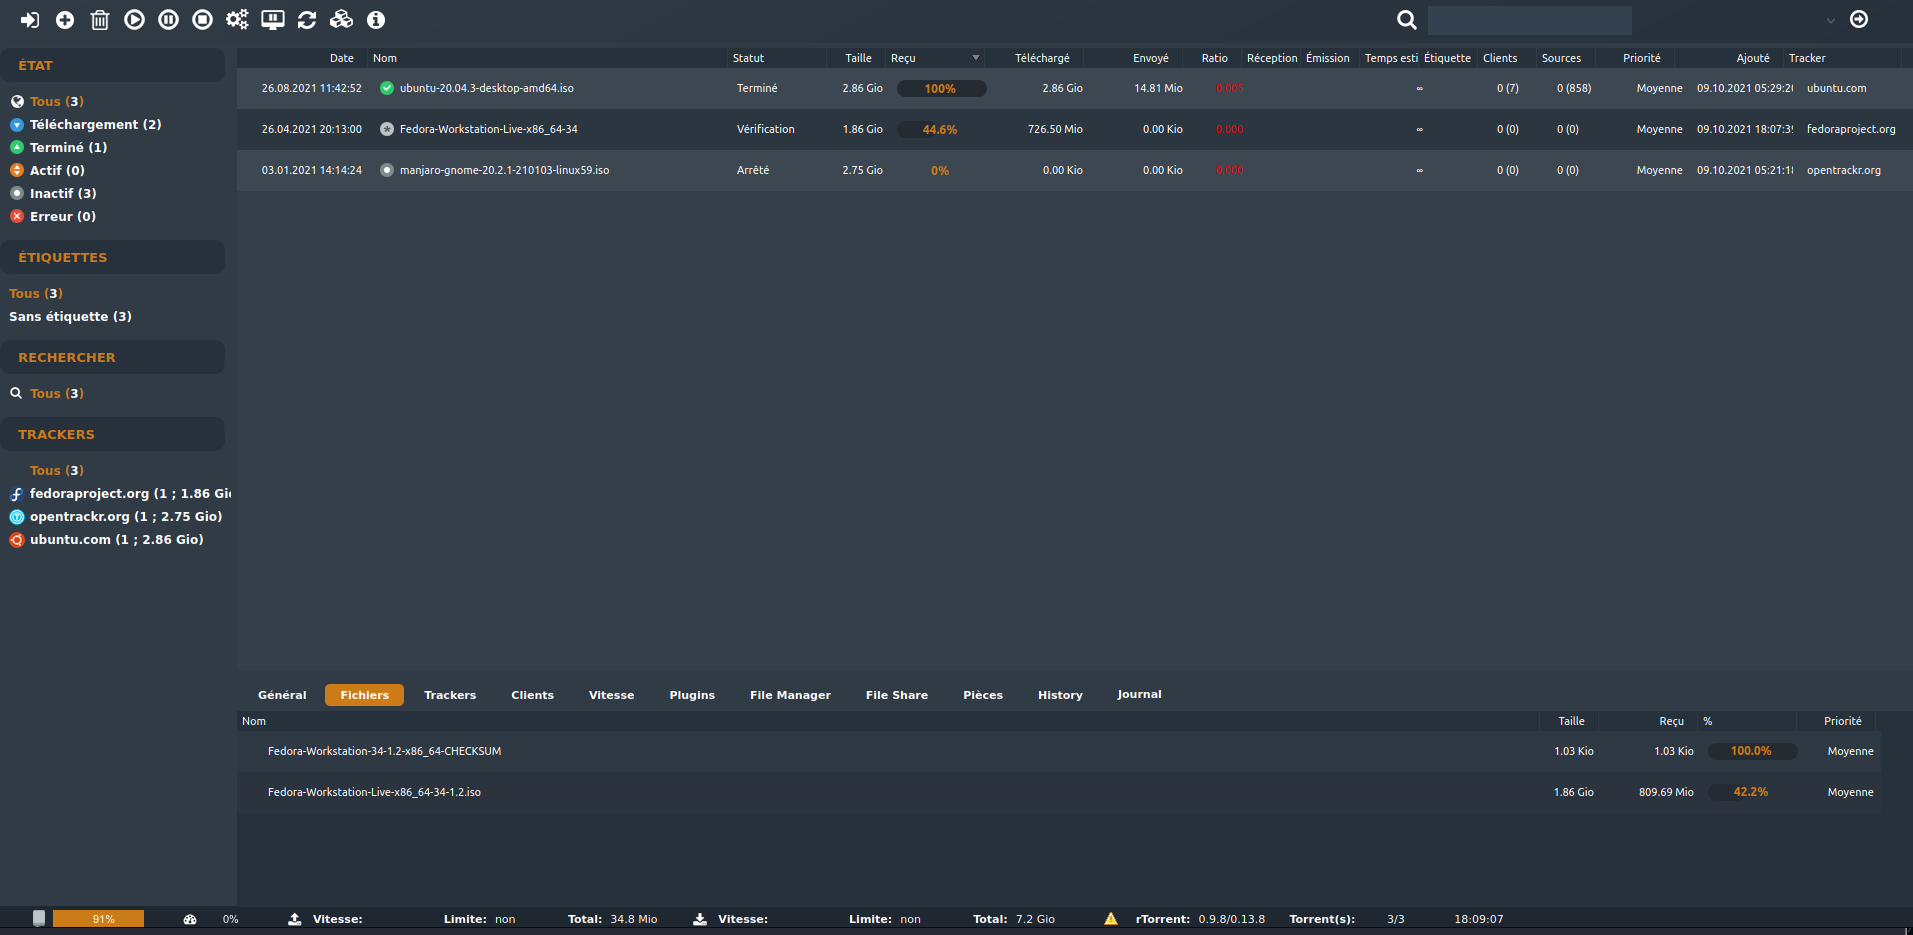 ÉTAT
Tous (3)
Téléchargement (2)
Terminé (1)
Actif (0)
Inactif (3)
Erreur (0)
ÉTIQUETTES
Tous (3)
Sans étiquette (3)
RECHERCHER
Tous (3)
TRACKERS
Tous (3)
fedoraproject.org (1 ; 1.86 Gi
opentrackr.org (1 ; 2.75 Gio)
ubuntu.com (1 ; 2.86 Gio)
Date Nom Statut Taille Reçu Téléchargé Envoyé Ratio Réception Émission Temps esti Étiquette Clients Sources Priorité Ajouté Tracker
26.08.2021 11:42:52 ubuntu-20.04.3-desktop-amd64.iso Terminé 2.86 Gio 100% 2.86 Gio 14.81 Mio 0.005 ∞ 0 (7) 0 (858) Moyenne 09.10.2021 05:29:2 ubuntu.com
26.04.2021 20:13:00 Fedora-Workstation-Live-x86_64-34 Vérification 1.86 Gio 44.6% 726.50 Mio 0.00 Kio 0.000 ∞ 0 (0) 0 (0) Moyenne 09.10.2021 18:07:3 fedoraproject.org
03.01.2021 14:14:24 manjaro-gnome-20.2.1-210103-linux59.iso Arrêté 2.75 Gio 0% 0.00 Kio 0.00 Kio 0.000 ∞ 0 (0) 0 (0) Moyenne 09.10.2021 05:21:1 opentrackr.org
Général Fichiers Trackers Clients Vitesse Plugins File Manager File Share Pièces History Journal
Nom Taille Reçu % Priorité
Fedora-Workstation-34-1.2-x86_64-CHECKSUM 1.03 Kio 1.03 Kio 100.0% Moyenne
Fedora-Workstation-Live-x86_64-34-1.2.iso 1.86 Gio 809.69 Mio 42.2% Moyenne
91% 0% Vitesse: Limite: non Total: 34.8 Mio Vitesse: Limite: non Total: 7.2 Gio rTorrent: 0.9.8/0.13.8 Torrent(s): 3/3 18:09:07